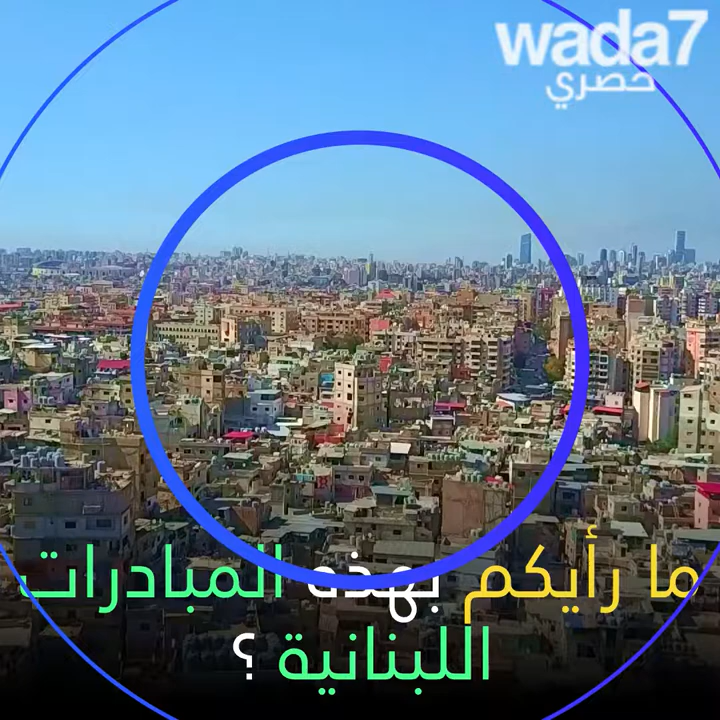 wada7
حصري
ما رأيكم بهذه المبادرات
اللبنانية ؟